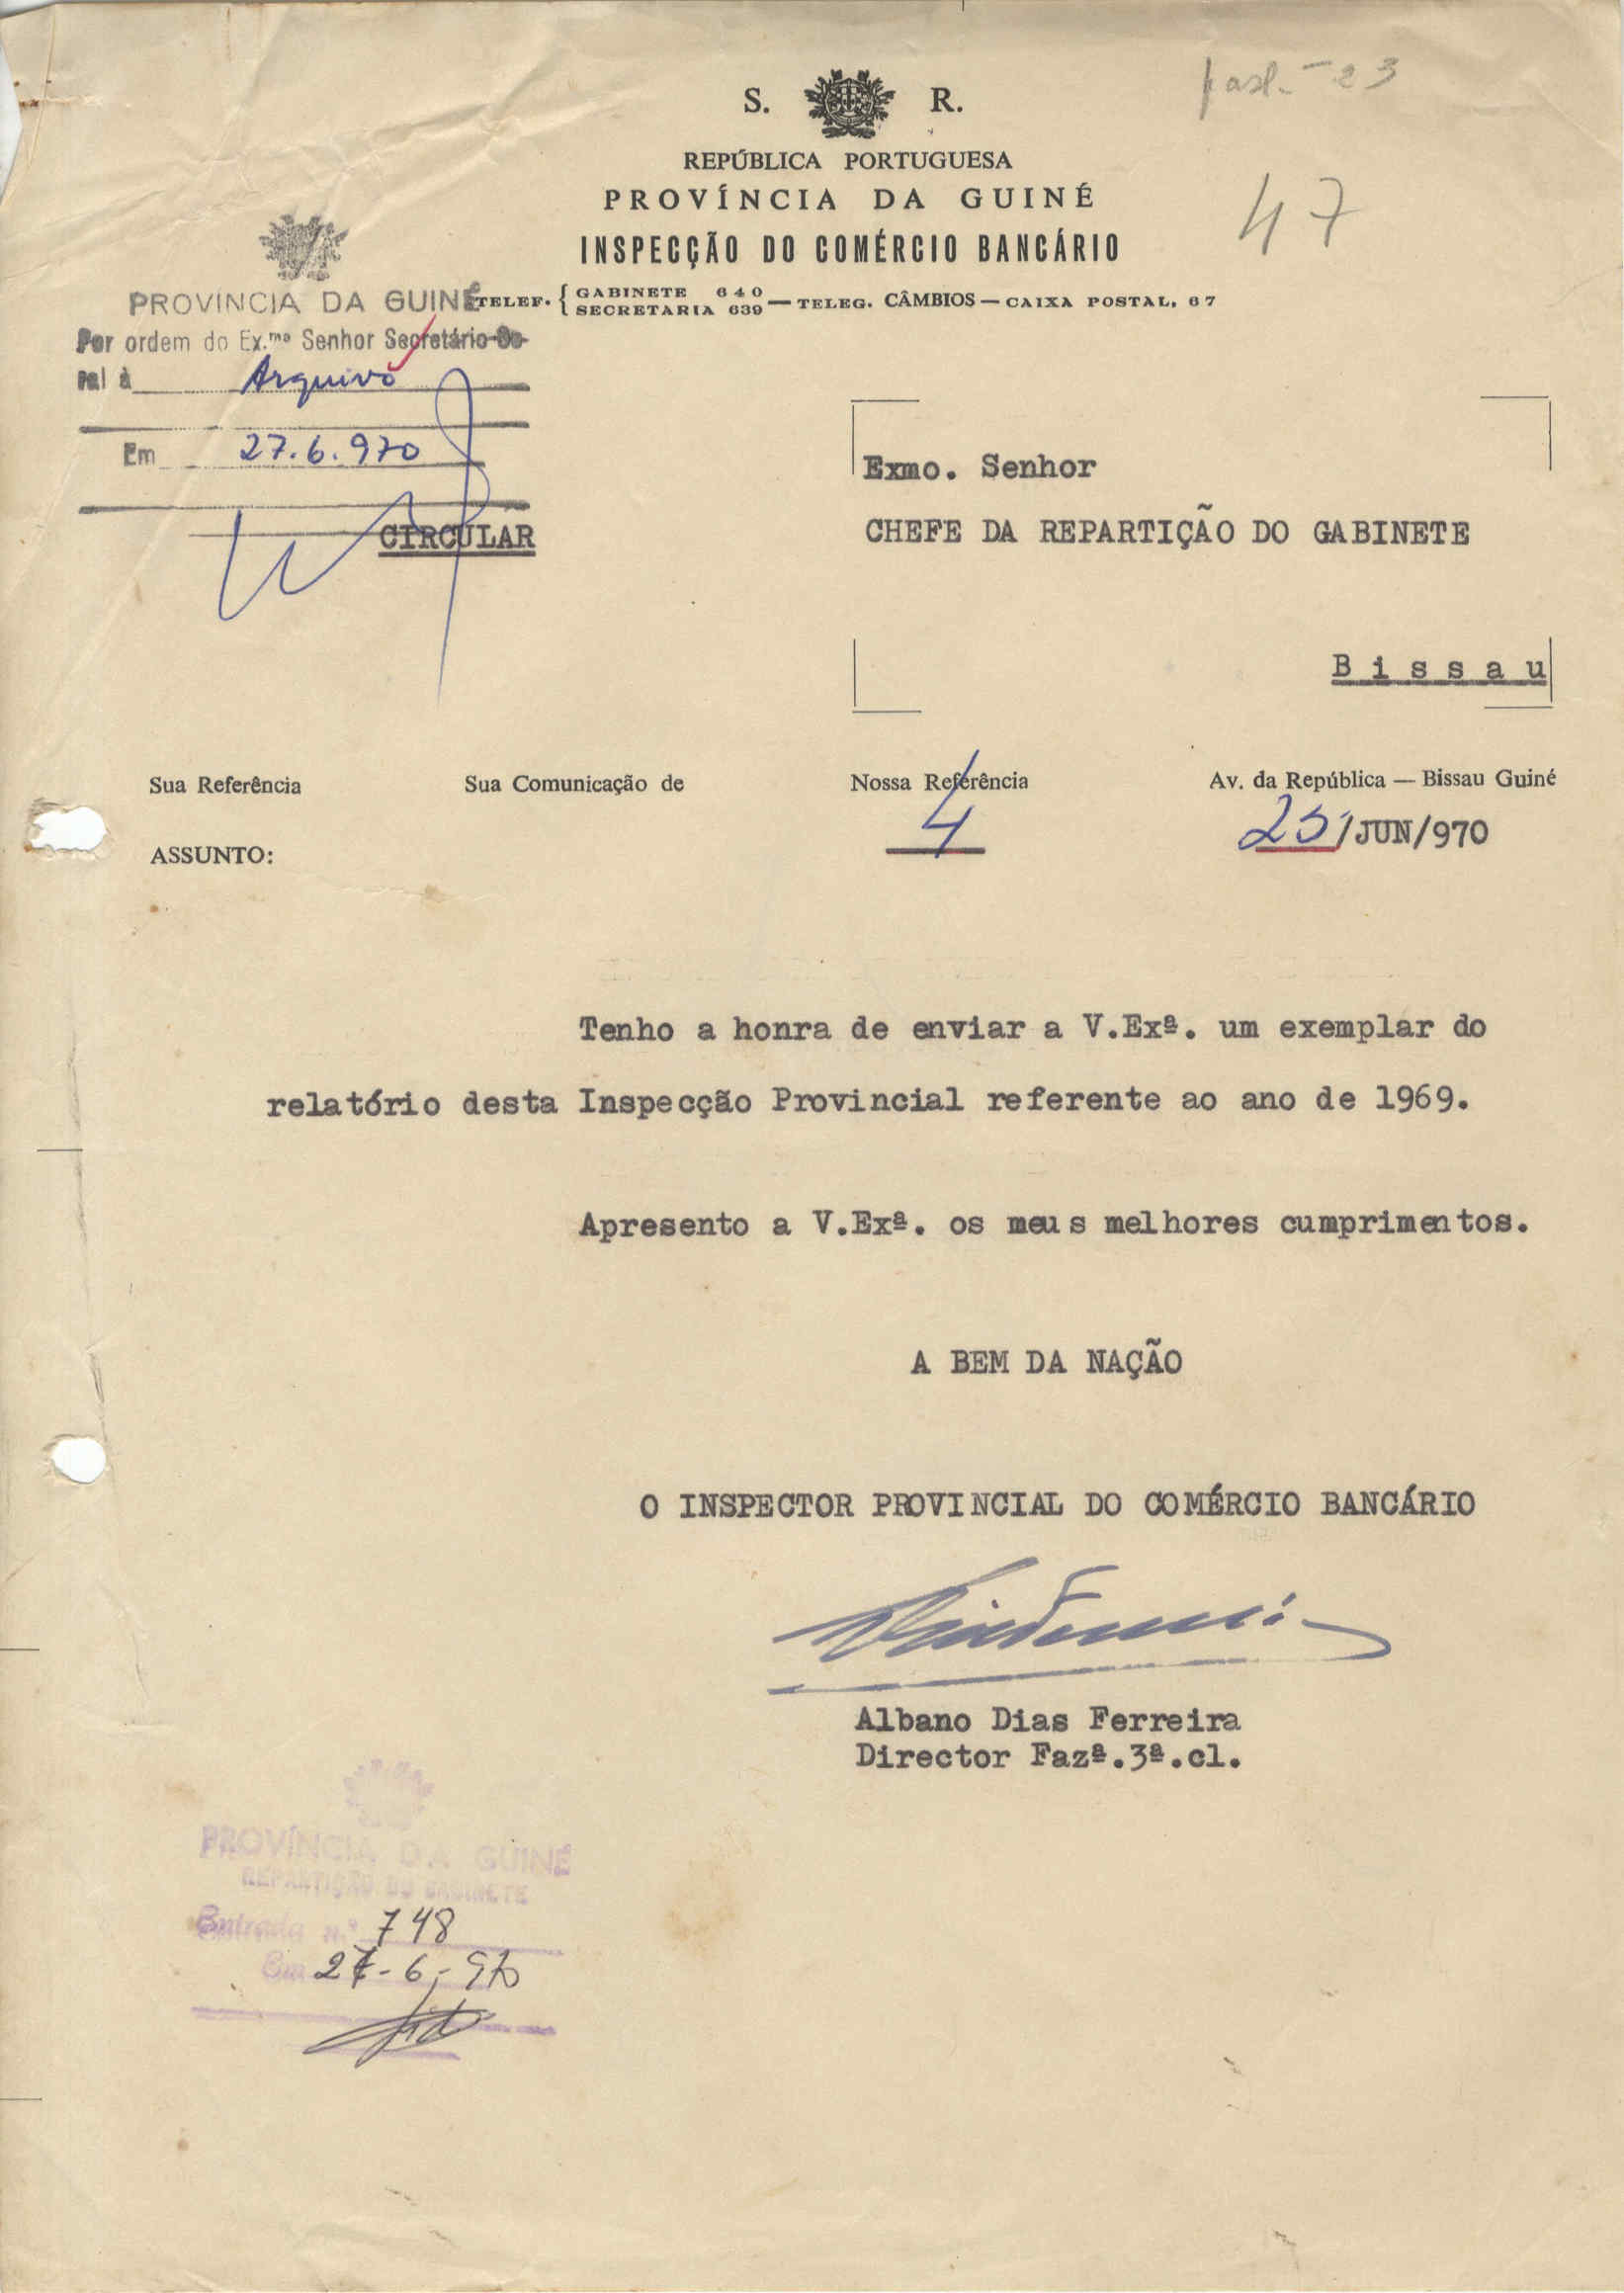 past. - 23
S. R.
REPÚBLICA PORTUGUESA
PROVÍNCIA DA GUINÉ
47
INSPECÇÃO DO COMÉRCIO BANCÁRIO
TELEF. { GABINETE 640
SECRETARIA 639 — TELEG. CÂMBIOS — CAIXA POSTAL, 67
PROVINCIA DA GUINÉ
Por ordem do Ex.mo Senhor Secretário-Ge-
ral à Arquivo
Em 27.6.970
CIRCULAR
Exmo. Senhor
CHEFE DA REPARTIÇÃO DO GABINETE
Bissau
Sua Referência Sua Comunicação de Nossa Referência Av. da República — Bissau Guiné
4 25/JUN/970
ASSUNTO:
Tenho a honra de enviar a V.Exª. um exemplar do
relatório desta Inspecção Provincial referente ao ano de 1969.
Apresento a V.Exª. os meus melhores cumprimentos.
A BEM DA NAÇÃO
O INSPECTOR PROVINCIAL DO COMÉRCIO BANCÁRIO
Albano Dias Ferreira
Director Fazª.3ª.cl.
PROVÍNCIA DA GUINÉ
REPARTIÇÃO DO GABINETE
Entrada n.º 748
Em 27-6-970